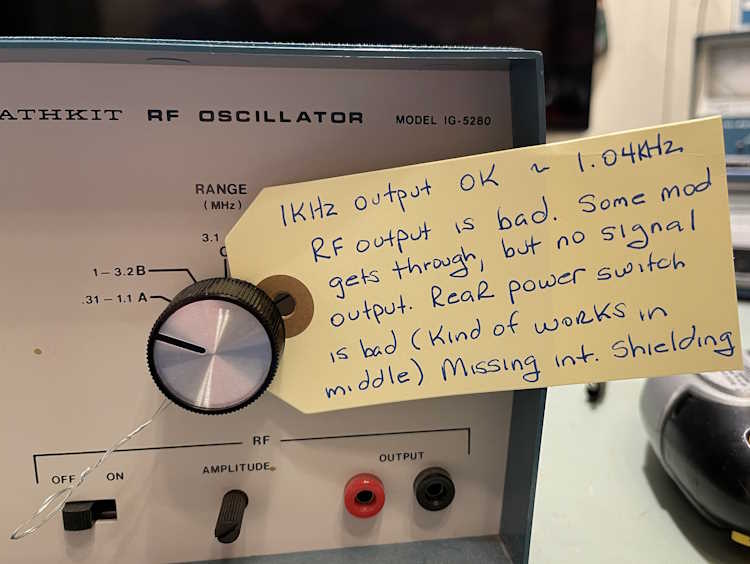 ATHKIT RF OSCILLATOR MODEL IG-5280
RANGE
(MHz)
3.1
1-3.2 B
.31-1.1 A
1KHz output OK ~ 1.04KHz
RF output is bad. Some mod
gets through, but no signal
output. Rear power switch
is bad (Kind of works in
middle) Missing int. Shielding
RF
OFF ON AMPLITUDE OUTPUT